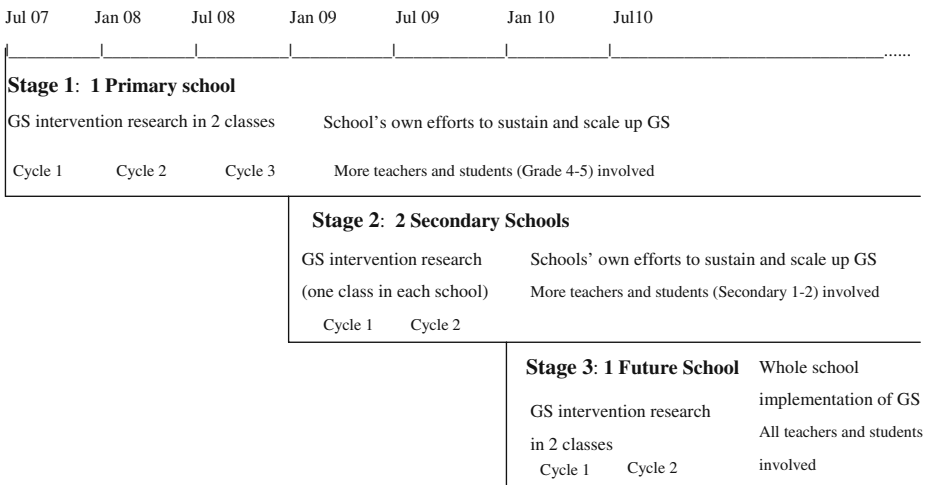 Jul 07 Jan 08 Jul 08 Jan 09 Jul 09 Jan 10 Jul10
......
Stage 1: 1 Primary school
GS intervention research in 2 classes School's own efforts to sustain and scale up GS
Cycle 1 Cycle 2 Cycle 3 More teachers and students (Grade 4-5) involved
Stage 2: 2 Secondary Schools
GS intervention research Schools' own efforts to sustain and scale up GS
(one class in each school) More teachers and students (Secondary 1-2) involved
Cycle 1 Cycle 2
Stage 3: 1 Future School Whole school
implementation of GS
GS intervention research
All teachers and students
in 2 classes
involved
Cycle 1 Cycle 2